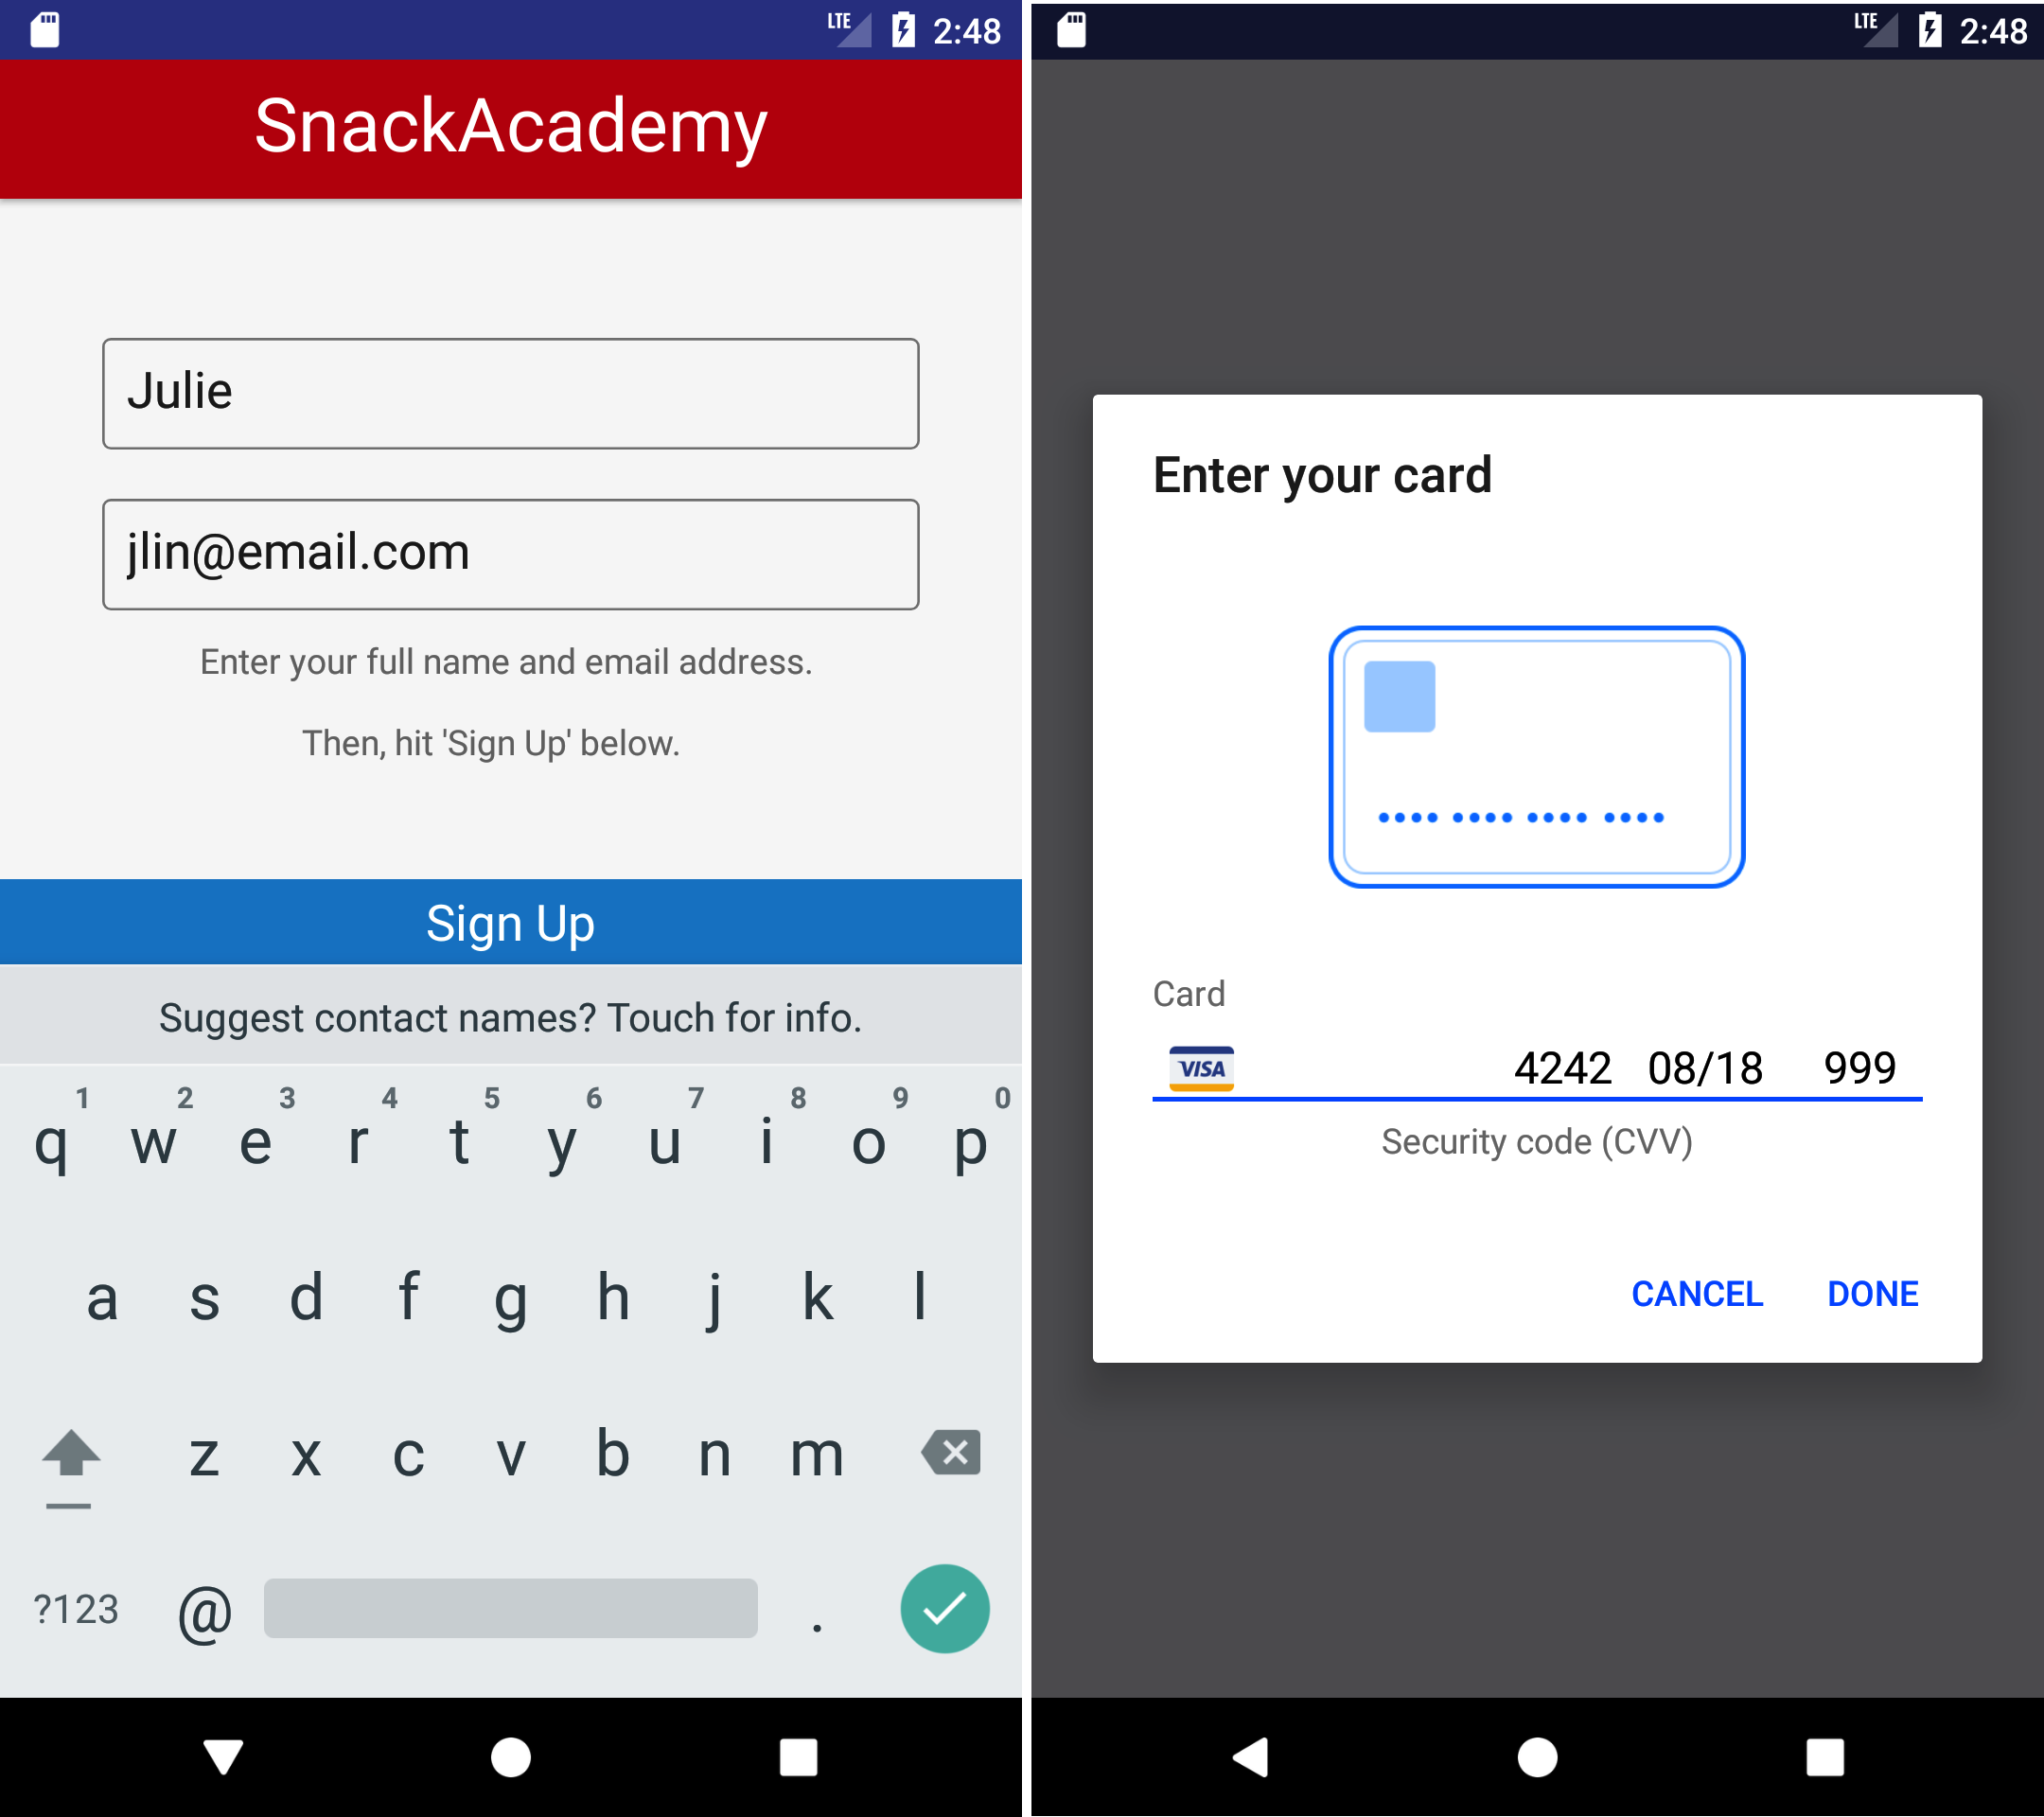 LTE 2:48
SnackAcademy
Julie
jlin@email.com
Enter your full name and email address.
Then, hit 'Sign Up' below.
Sign Up
Suggest contact names? Touch for info.
1 2 3 4 5 6 7 8 9 0
q w e r t y u i o p
a s d f g h j k l
z x c v b n m
?123 @ .
LTE 2:48
Enter your card
Card
VISA 4242 08/18 999
Security code (CVV)
CANCEL DONE